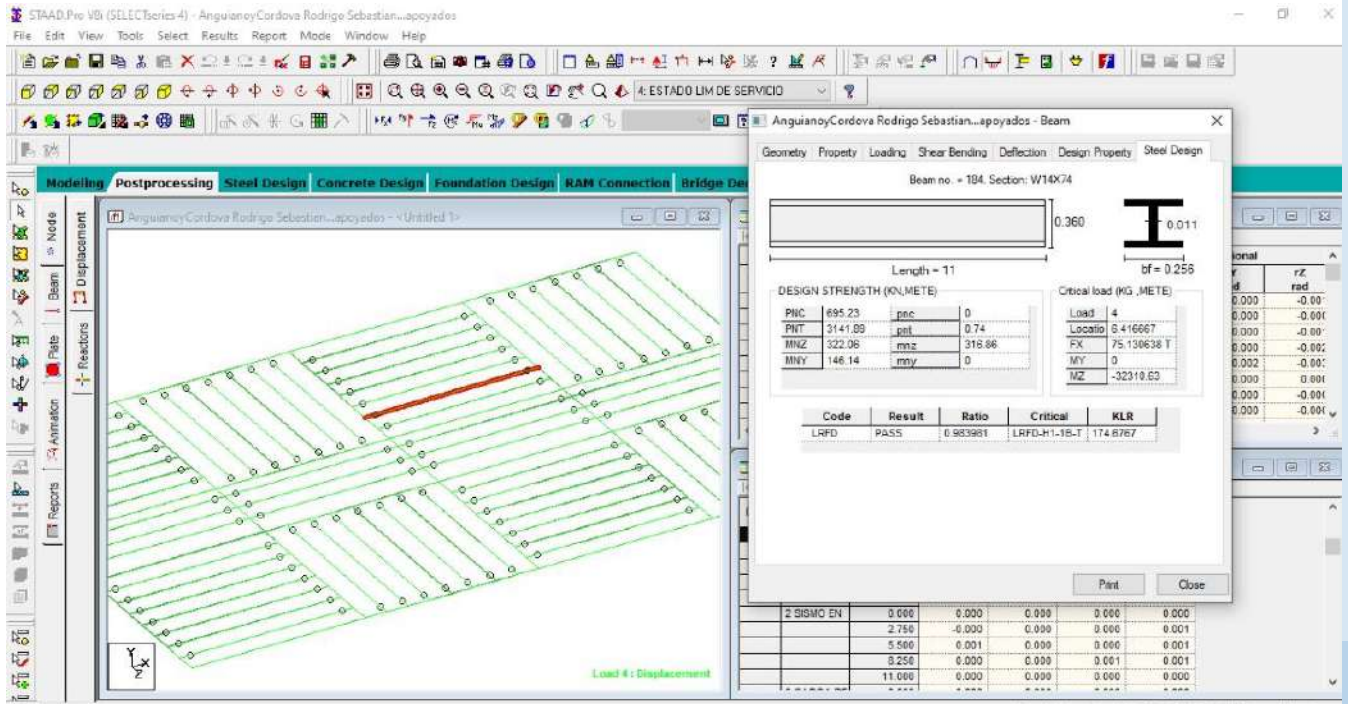 STAAD.Pro V8i (SELECTseries 4) - AnguianoyCordova Rodrigo Sebastian...apoyados
File Edit View Tools Select Results Report Mode Window Help
4: ESTADO LIM DE SERVICIO
Modeling Postprocessing Steel Design Concrete Design Foundation Design RAM Connection Bridge De
Node
Beam
Plate
Animation
Reports
Displacement
Reactions
AnguianoyCordova Rodrigo Sebastian...apoyados - <Untitled 1>
Load 4 : Displacement
Y
X
Z
AnguianoyCordova Rodrigo Sebastian...apoyados - Beam
Geometry Property Loading Shear Bending Deflection Design Property Steel Design
Beam no. = 184. Section: W14X74
0.360
0.011
Length = 11
bf = 0.256
DESIGN STRENGTH (KN,METE)
PNC 695.23 pnc 0
PNT 3141.89 pnt 0.74
MNZ 322.06 mnz 316.86
MNY 146.14 mny 0
Critical load (KG ,METE)
Load 4
Locatio 6.416667
FX 75.130638 T
MY 0
MZ -32310.63
Code Result Ratio Critical KLR
LRFD PASS 0.983981 LRFD-H1-1B-T 174.6767
Print Close
ional
rZ
rad
2 SISMO EN 0.000 0.000 0.000 0.000 0.000
2.750 -0.000 0.000 0.000 0.001
5.500 0.001 0.000 0.000 0.001
8.250 0.000 0.000 0.001 0.001
11.000 0.000 0.000 0.000 0.000